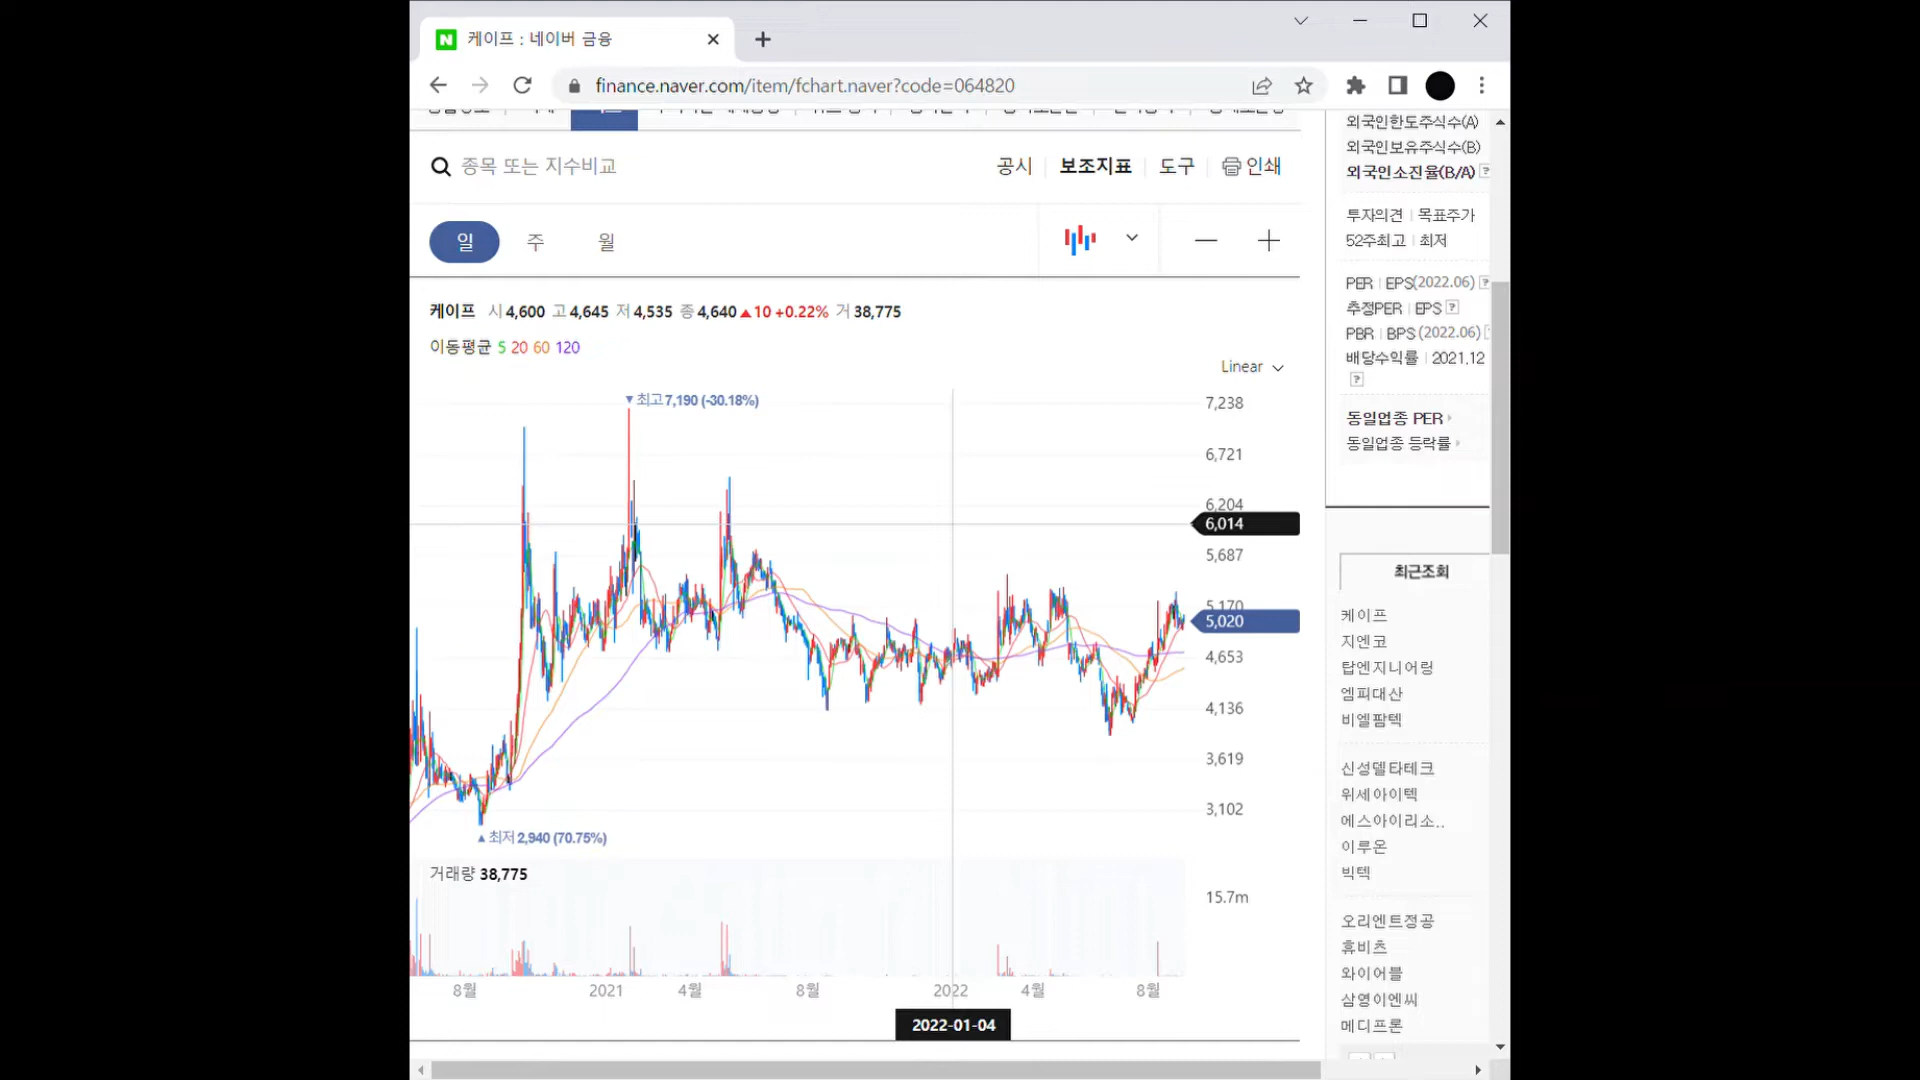 케이프 : 네이버 금융
finance.naver.com/item/fchart.naver?code=064820
종목 또는 지수비교
공시
보조지표
도구
인쇄
일
주
월
케이프 시 4,600 고 4,645 저 4,535 종 4,640 ▲10 +0.22% 거 38,775
이동평균 5 20 60 120
Linear
▼최고 7,190 (-30.18%)
7,238
6,721
6,204
6,014
5,687
5,170
5,020
4,653
4,136
3,619
3,102
▲최저 2,940 (70.75%)
거래량 38,775
15.7m
8월
2021
4월
8월
2022
4월
8월
2022-01-04
외국인한도주식수(A)
외국인보유주식수(B)
외국인소진율(B/A) ?
투자의견 | 목표주가
52주최고 | 최저
PER | EPS(2022.06) ?
추정PER | EPS ?
PBR | BPS (2022.06)
배당수익률 | 2021.12
?
동일업종 PER
동일업종 등락률
최근조회
케이프
지엔코
탑엔지니어링
엠피대산
비엘팜텍
신성델타테크
위세아이텍
에스아이리소..
이루온
빅텍
오리엔트정공
휴비츠
와이어블
삼영이엔씨
메디프론